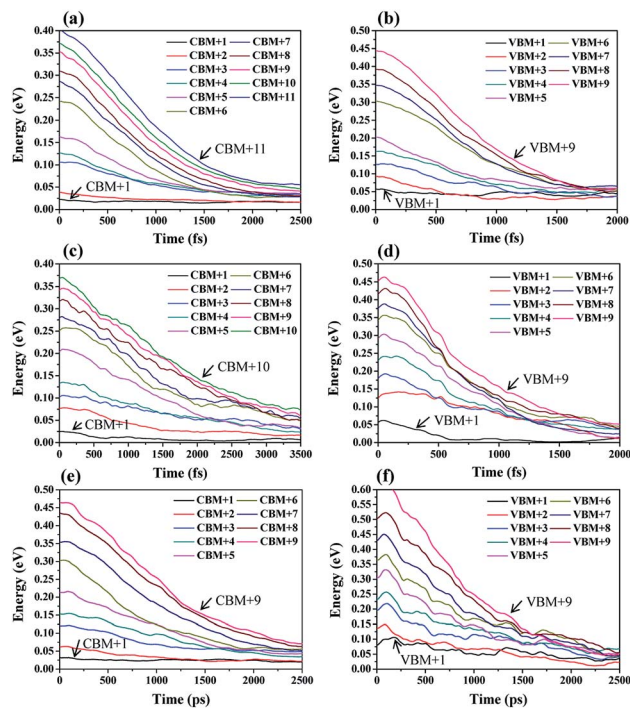 (a)
0.40
0.35
0.30
0.25
0.20
0.15
0.10
0.05
0.00
Energy (eV)
CBM+1 CBM+7
CBM+2 CBM+8
CBM+3 CBM+9
CBM+4 CBM+10
CBM+5 CBM+11
CBM+6
CBM+11
CBM+1
0 500 1000 1500 2000 2500
Time (fs)
(b)
0.50
0.45
0.40
0.35
0.30
0.25
0.20
0.15
0.10
0.05
0.00
Energy (eV)
VBM+1 VBM+6
VBM+2 VBM+7
VBM+3 VBM+8
VBM+4 VBM+9
VBM+5
VBM+9
VBM+1
0 500 1000 1500 2000
Time (fs)
(c)
0.40
0.35
0.30
0.25
0.20
0.15
0.10
0.05
0.00
Energy (eV)
CBM+1 CBM+6
CBM+2 CBM+7
CBM+3 CBM+8
CBM+4 CBM+9
CBM+5 CBM+10
CBM+10
CBM+1
0 500 1000 1500 2000 2500 3000 3500
Time (fs)
(d)
0.50
0.45
0.40
0.35
0.30
0.25
0.20
0.15
0.10
0.05
0.00
Energy (eV)
VBM+1 VBM+6
VBM+2 VBM+7
VBM+3 VBM+8
VBM+4 VBM+9
VBM+5
VBM+9
VBM+1
0 500 1000 1500 2000
Time (fs)
(e)
0.50
0.45
0.40
0.35
0.30
0.25
0.20
0.15
0.10
0.05
0.00
Energy (eV)
CBM+1 CBM+6
CBM+2 CBM+7
CBM+3 CBM+8
CBM+4 CBM+9
CBM+5
CBM+9
CBM+1
0 500 1000 1500 2000 2500
Time (ps)
(f)
0.60
0.55
0.50
0.45
0.40
0.35
0.30
0.25
0.20
0.15
0.10
0.05
0.00
Energy (eV)
VBM+1 VBM+6
VBM+2 VBM+7
VBM+3 VBM+8
VBM+4 VBM+9
VBM+5
VBM+9
VBM+1
0 500 1000 1500 2000 2500
Time (ps)